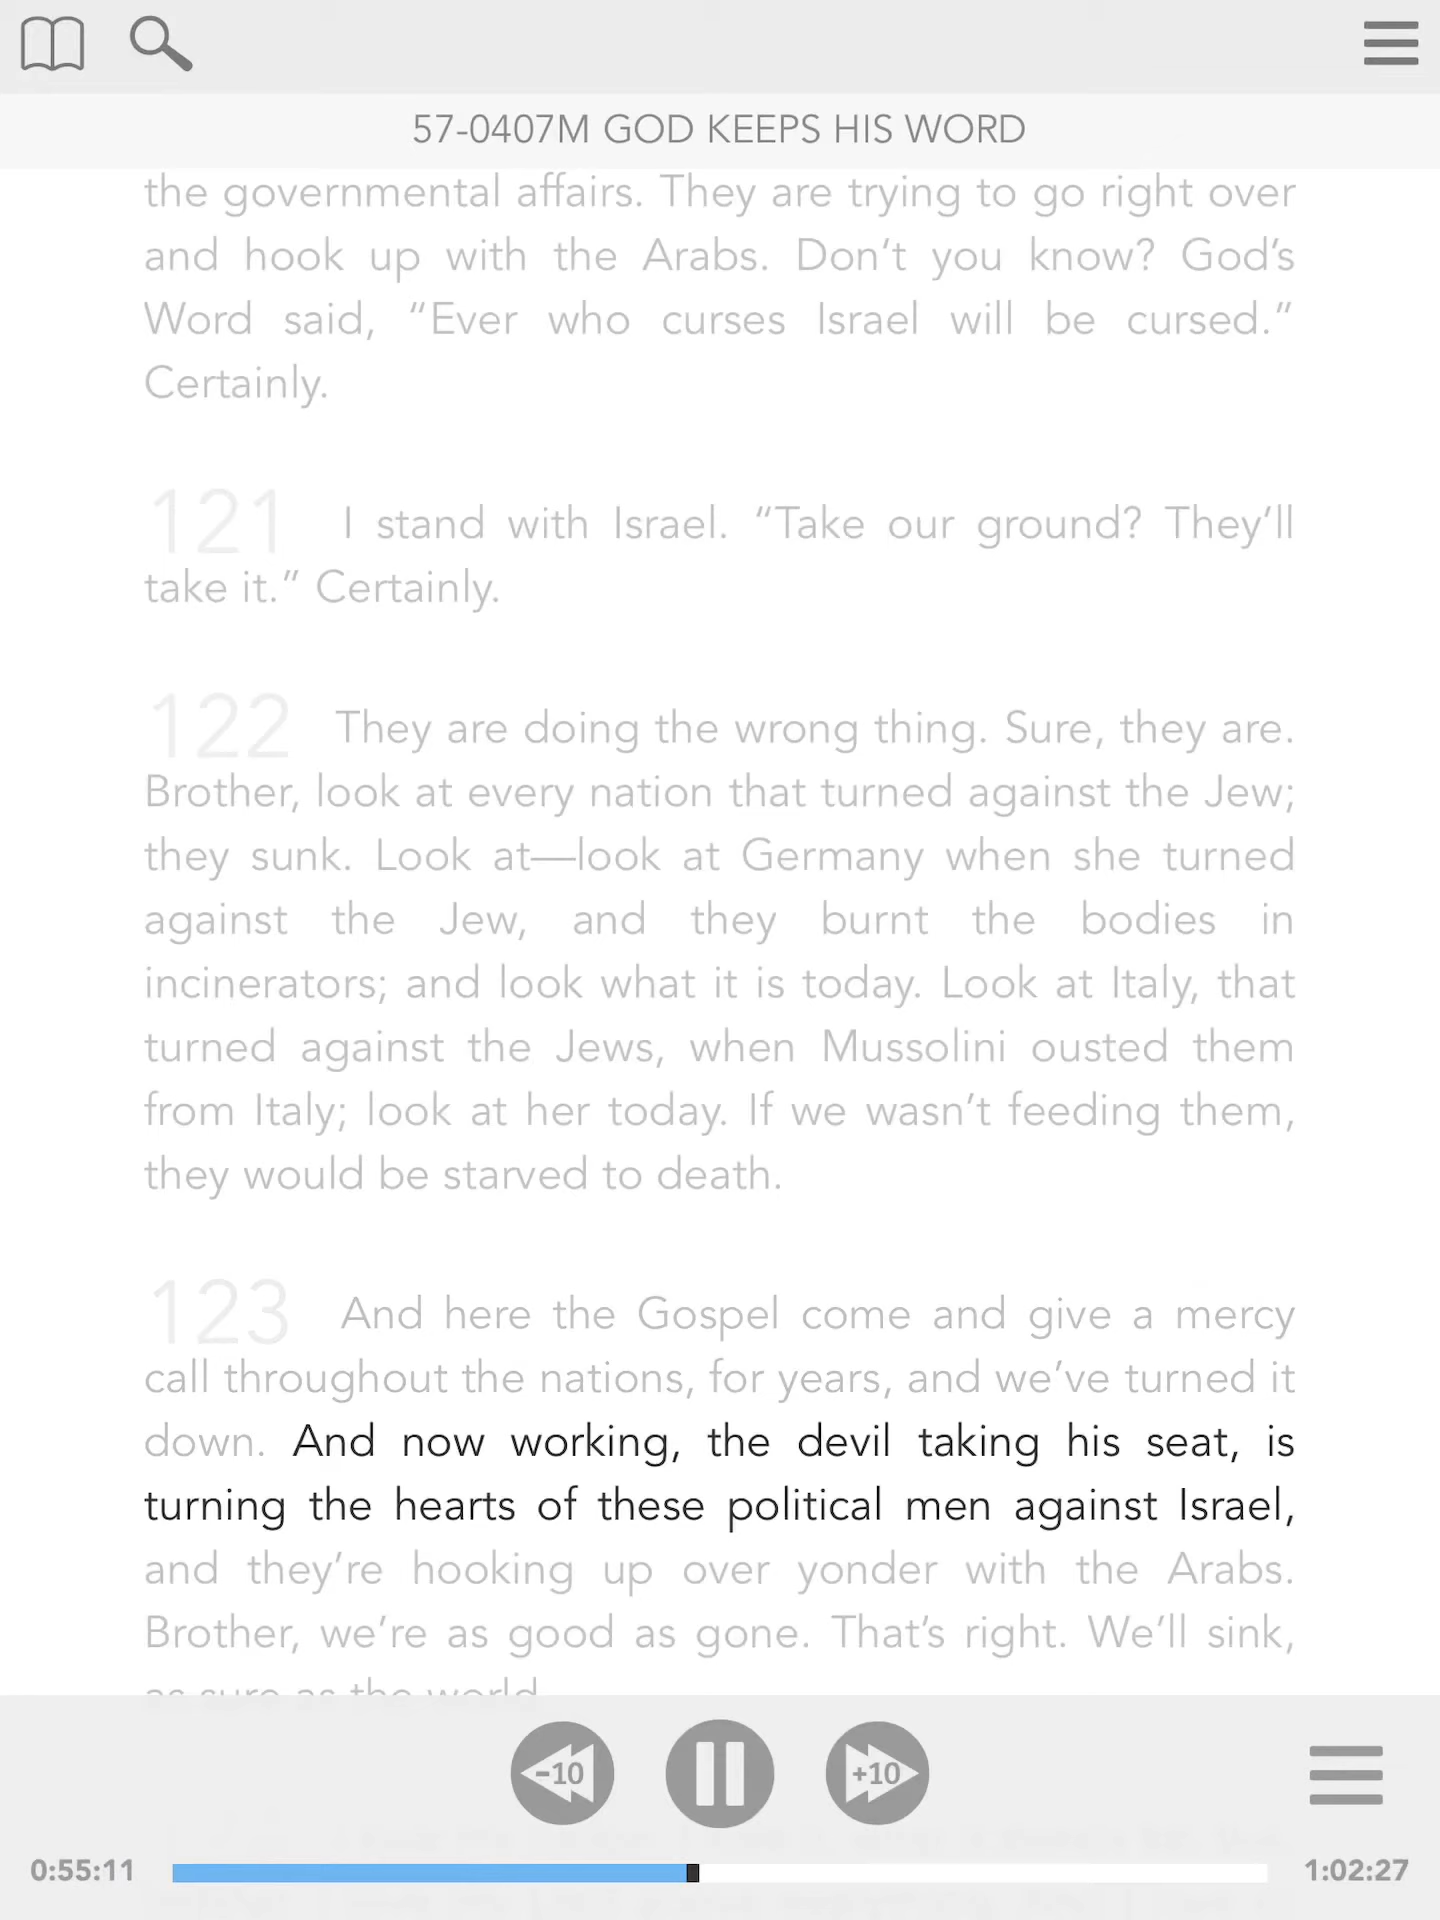 57-0407M GOD KEEPS HIS WORD
the governmental affairs. They are trying to go right over
and hook up with the Arabs. Don’t you know? God’s
Word said, “Ever who curses Israel will be cursed.”
Certainly.
121 I stand with Israel. “Take our ground? They’ll
take it.” Certainly.
122 They are doing the wrong thing. Sure, they are.
Brother, look at every nation that turned against the Jew;
they sunk. Look at—look at Germany when she turned
against the Jew, and they burnt the bodies in
incinerators; and look what it is today. Look at Italy, that
turned against the Jews, when Mussolini ousted them
from Italy; look at her today. If we wasn’t feeding them,
they would be starved to death.
123 And here the Gospel come and give a mercy
call throughout the nations, for years, and we’ve turned it
down. And now working, the devil taking his seat, is
turning the hearts of these political men against Israel,
and they’re hooking up over yonder with the Arabs.
Brother, we’re as good as gone. That’s right. We’ll sink,
as sure as the world
-10 +10
0:55:11 1:02:27